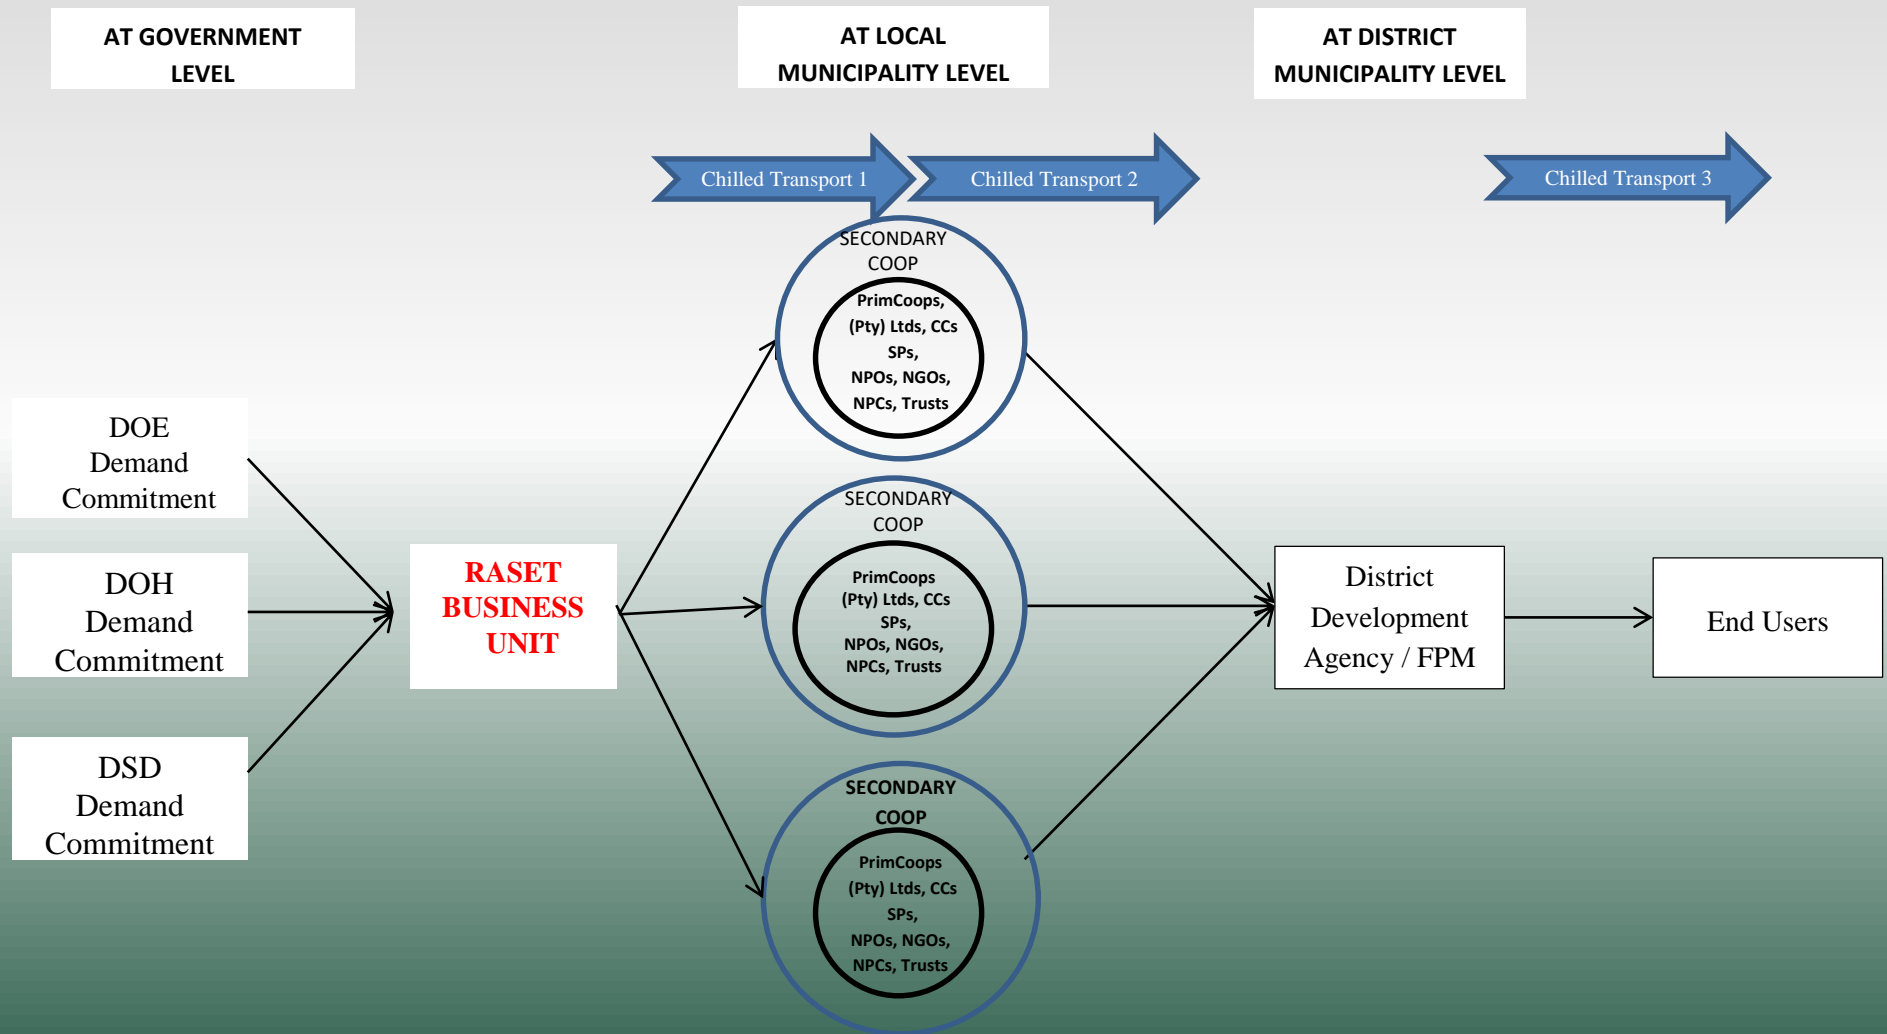 AT GOVERNMENT
LEVEL
AT LOCAL
MUNICIPALITY LEVEL
AT DISTRICT
MUNICIPALITY LEVEL
Chilled Transport 1
Chilled Transport 2
Chilled Transport 3
DOE
Demand
Commitment
DOH
Demand
Commitment
DSD
Demand
Commitment
RASET
BUSINESS
UNIT
SECONDARY
COOP
PrimCoops,
(Pty) Ltds, CCs
SPs,
NPOs, NGOs,
NPCs, Trusts
SECONDARY
COOP
PrimCoops
(Pty) Ltds, CCs
SPs,
NPOs, NGOs,
NPCs, Trusts
SECONDARY
COOP
PrimCoops
(Pty) Ltds, CCs
SPs,
NPOs, NGOs,
NPCs, Trusts
District
Development
Agency / FPM
End Users